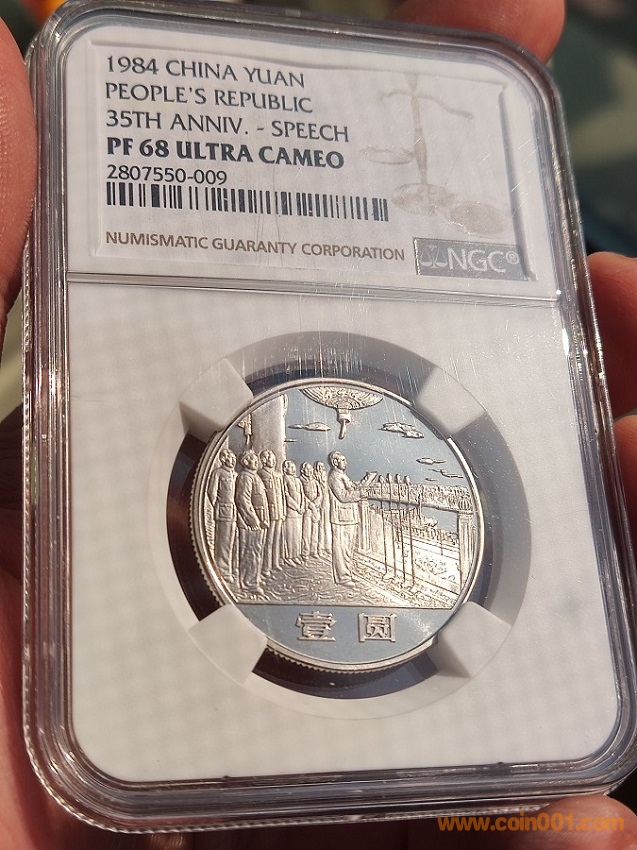 1984 CHINA YUAN
PEOPLE'S REPUBLIC
35TH ANNIV. - SPEECH
PF 68 ULTRA CAMEO
2807550-009
NUMISMATIC GUARANTY CORPORATION
NGC®
壹圆
www.coin001.com